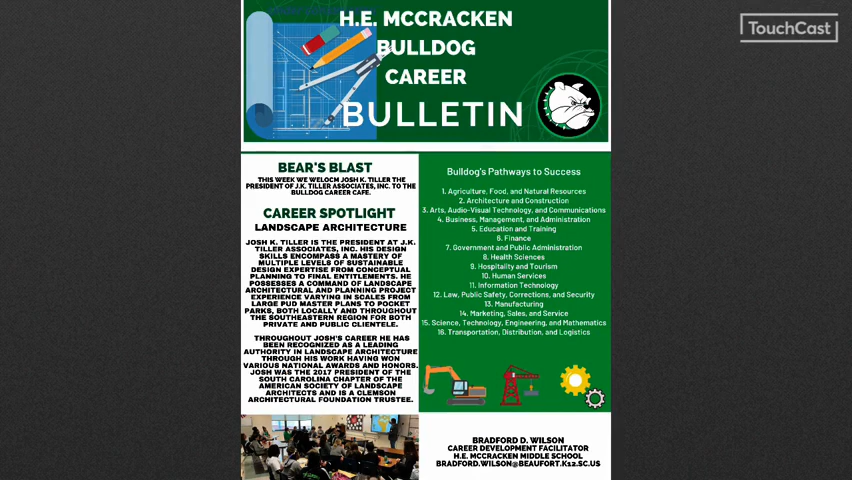 TouchCast
H.E. MCCRACKEN
BULLDOG
CAREER
BULLETIN
BEAR'S BLAST
THIS WEEK WE WELOCM JOSH K. TILLER THE
PRESIDENT OF J.K. TILLER ASSOCIATES, INC. TO THE
BULLDOG CAREER CAFE.
CAREER SPOTLIGHT
LANDSCAPE ARCHITECTURE
JOSH K. TILLER IS THE PRESIDENT AT J.K.
TILLER ASSOCIATES, INC. HIS DESIGN
SKILLS ENCOMPASS A MASTERY OF
MULTIPLE LEVELS OF SUSTAINABLE
DESIGN EXPERTISE FROM CONCEPTUAL
PLANNING TO FINAL ENTITLEMENTS. HE
POSSESSES A COMMAND OF LANDSCAPE
ARCHITECTURAL AND PLANNING PROJECT
EXPERIENCE VARYING IN SCALES FROM
LARGE PUD MASTER PLANS TO POCKET
PARKS, BOTH LOCALLY AND THROUGHOUT
THE SOUTHEASTERN REGION FOR BOTH
PRIVATE AND PUBLIC CLIENTELE.
THROUGHOUT JOSH'S CAREER HE HAS
BEEN RECOGNIZED AS A LEADING
AUTHORITY IN LANDSCAPE ARCHITECTURE
THROUGH HIS WORK HAVING WON
VARIOUS NATIONAL AWARDS AND HONORS.
JOSH WAS THE 2017 PRESIDENT OF THE
SOUTH CAROLINA CHAPTER OF THE
AMERICAN SOCIETY OF LANDSCAPE
ARCHITECTS AND IS A CLEMSON
ARCHITECTURAL FOUNDATION TRUSTEE.
Bulldog's Pathways to Success
1. Agriculture, Food, and Natural Resources
2. Architecture and Construction
3. Arts, Audio-Visual Technology, and Communications
4. Business, Management, and Administration
5. Education and Training
6. Finance
7. Government and Public Administration
8. Health Sciences
9. Hospitality and Tourism
10. Human Services
11. Information Technology
12. Law, Public Safety, Corrections, and Security
13. Manufacturing
14. Marketing, Sales, and Service
15. Science, Technology, Engineering, and Mathematics
16. Transportation, Distribution, and Logistics
BRADFORD D. WILSON
CAREER DEVELOPMENT FACILITATOR
H.E. MCCRACKEN MIDDLE SCHOOL
BRADFORD.WILSON@BEAUFORT.K12.SC.US